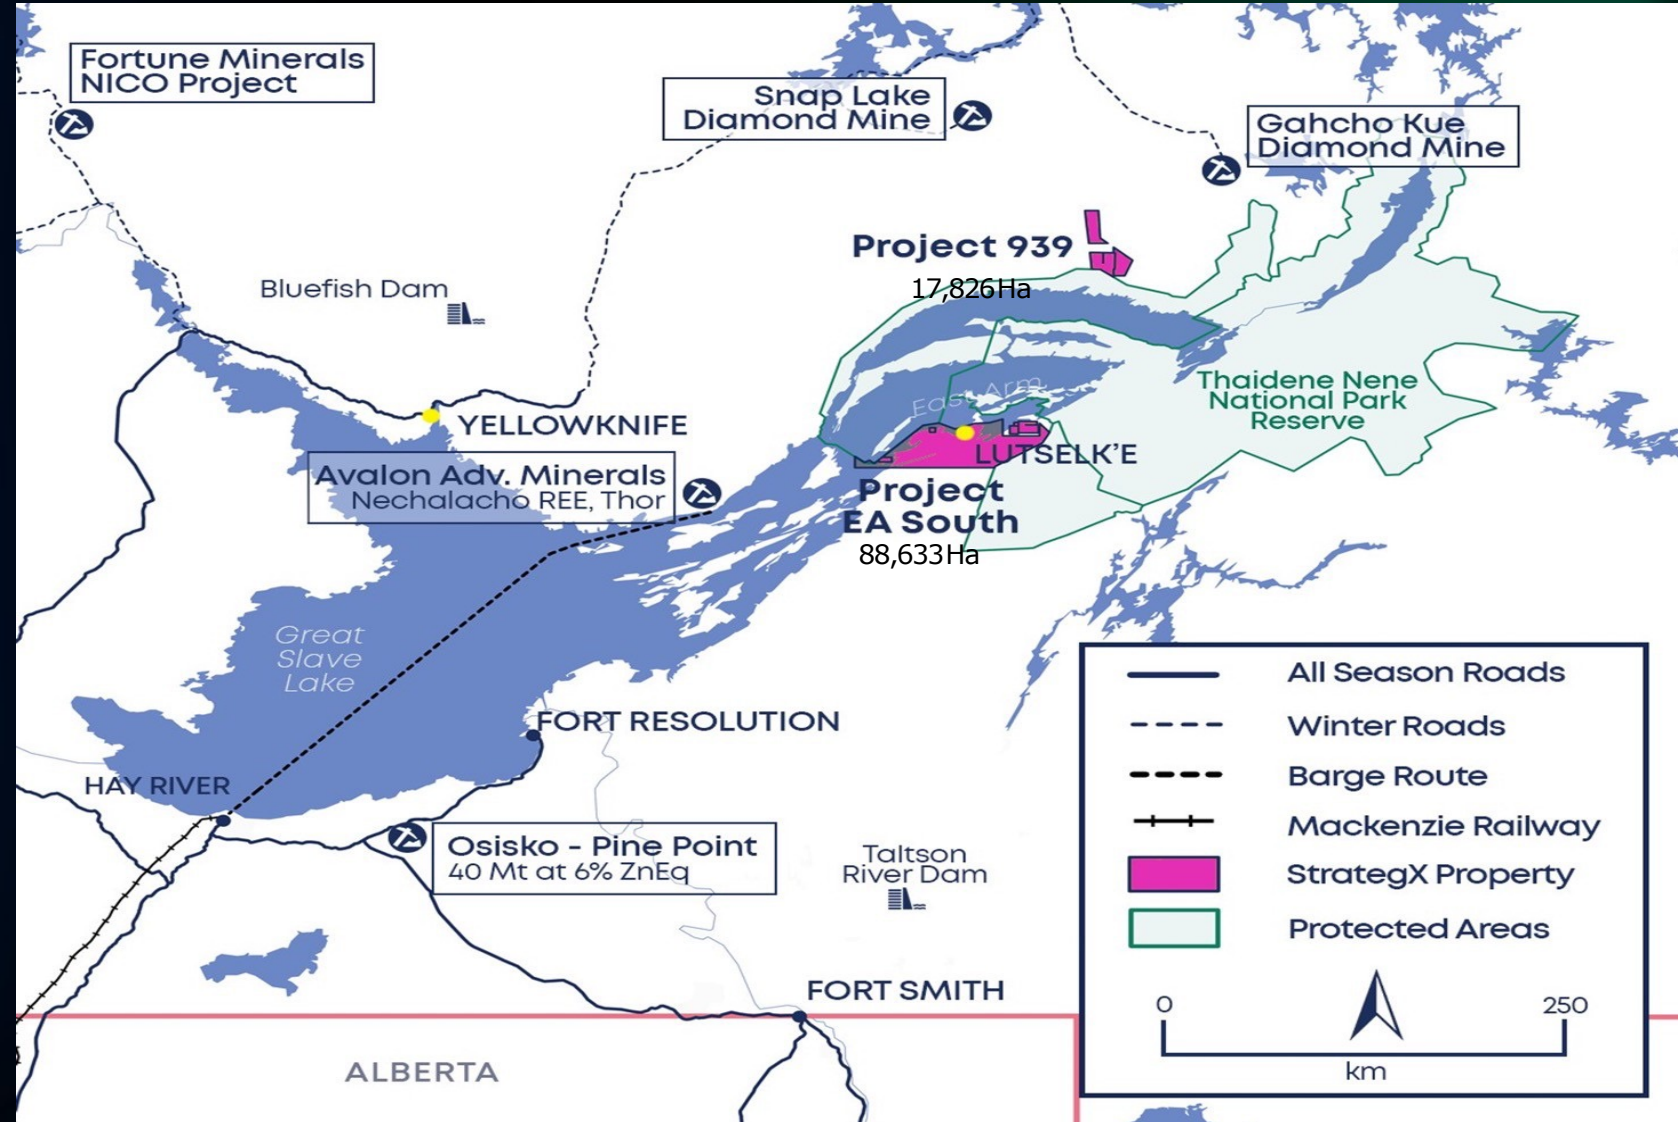 Fortune Minerals
NICO Project
Snap Lake
Diamond Mine
Gahcho Kue
Diamond Mine
Project 939
17,826Ha
Bluefish Dam
East Arm
Thaidene Nene
National Park
Reserve
YELLOWKNIFE
LUTSELK'E
Avalon Adv. Minerals
Nechalacho REE, Thor
Project
EA South
88,633Ha
Great
Slave
Lake
FORT RESOLUTION
HAY RIVER
Osisko - Pine Point
40 Mt at 6% ZnEq
Taltson
River Dam
FORT SMITH
ALBERTA
All Season Roads
Winter Roads
Barge Route
Mackenzie Railway
StrategX Property
Protected Areas
0 250
km